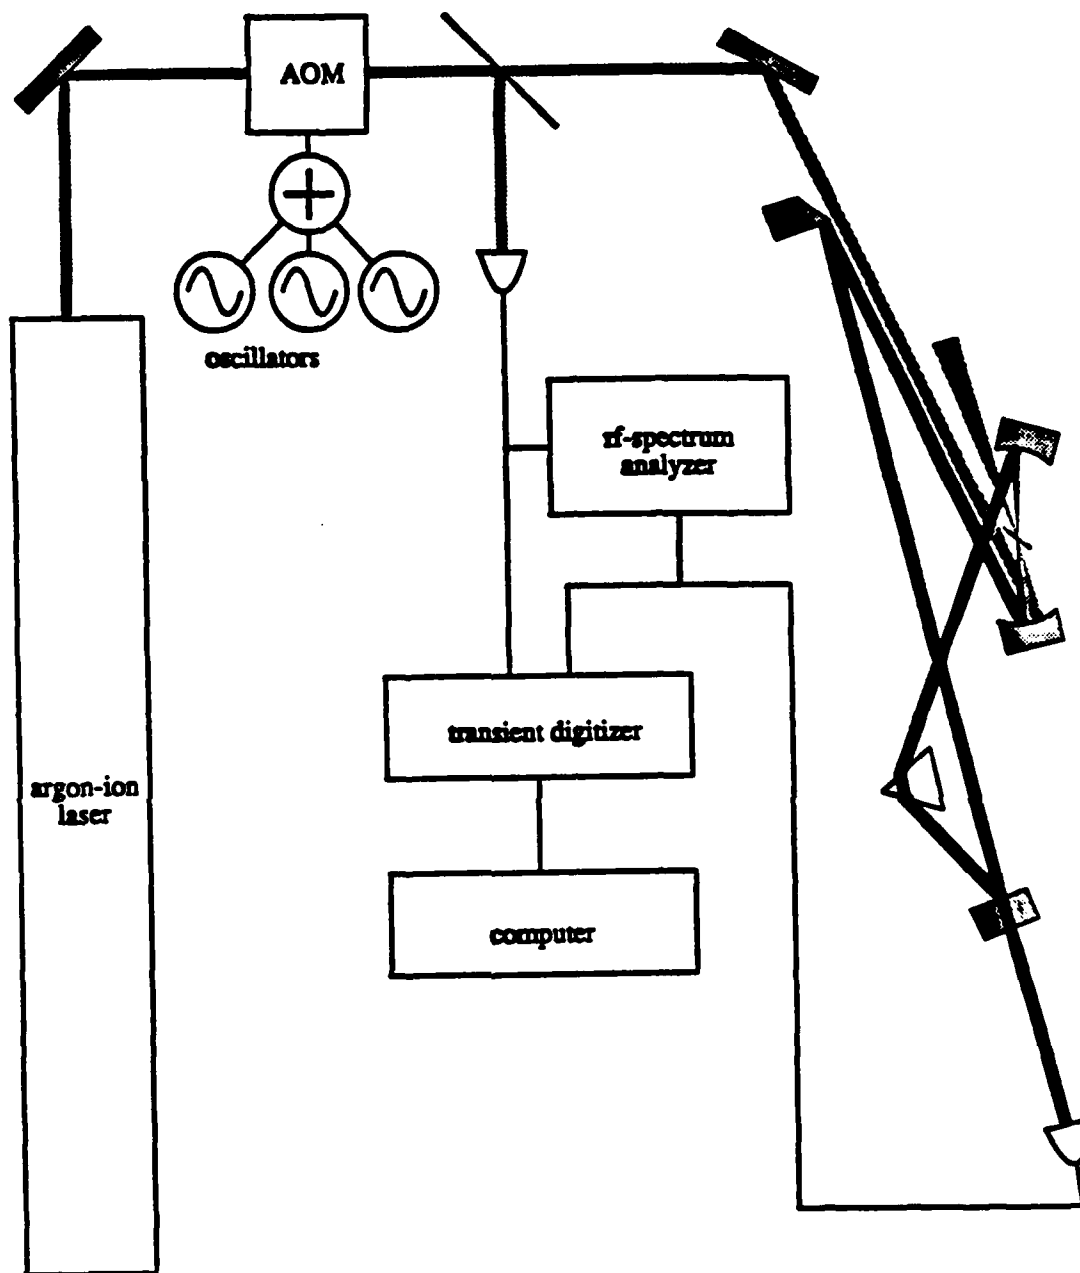 AOM
oscillators
rf-spectrum
analyzer
transient digitizer
argon-ion
laser
computer